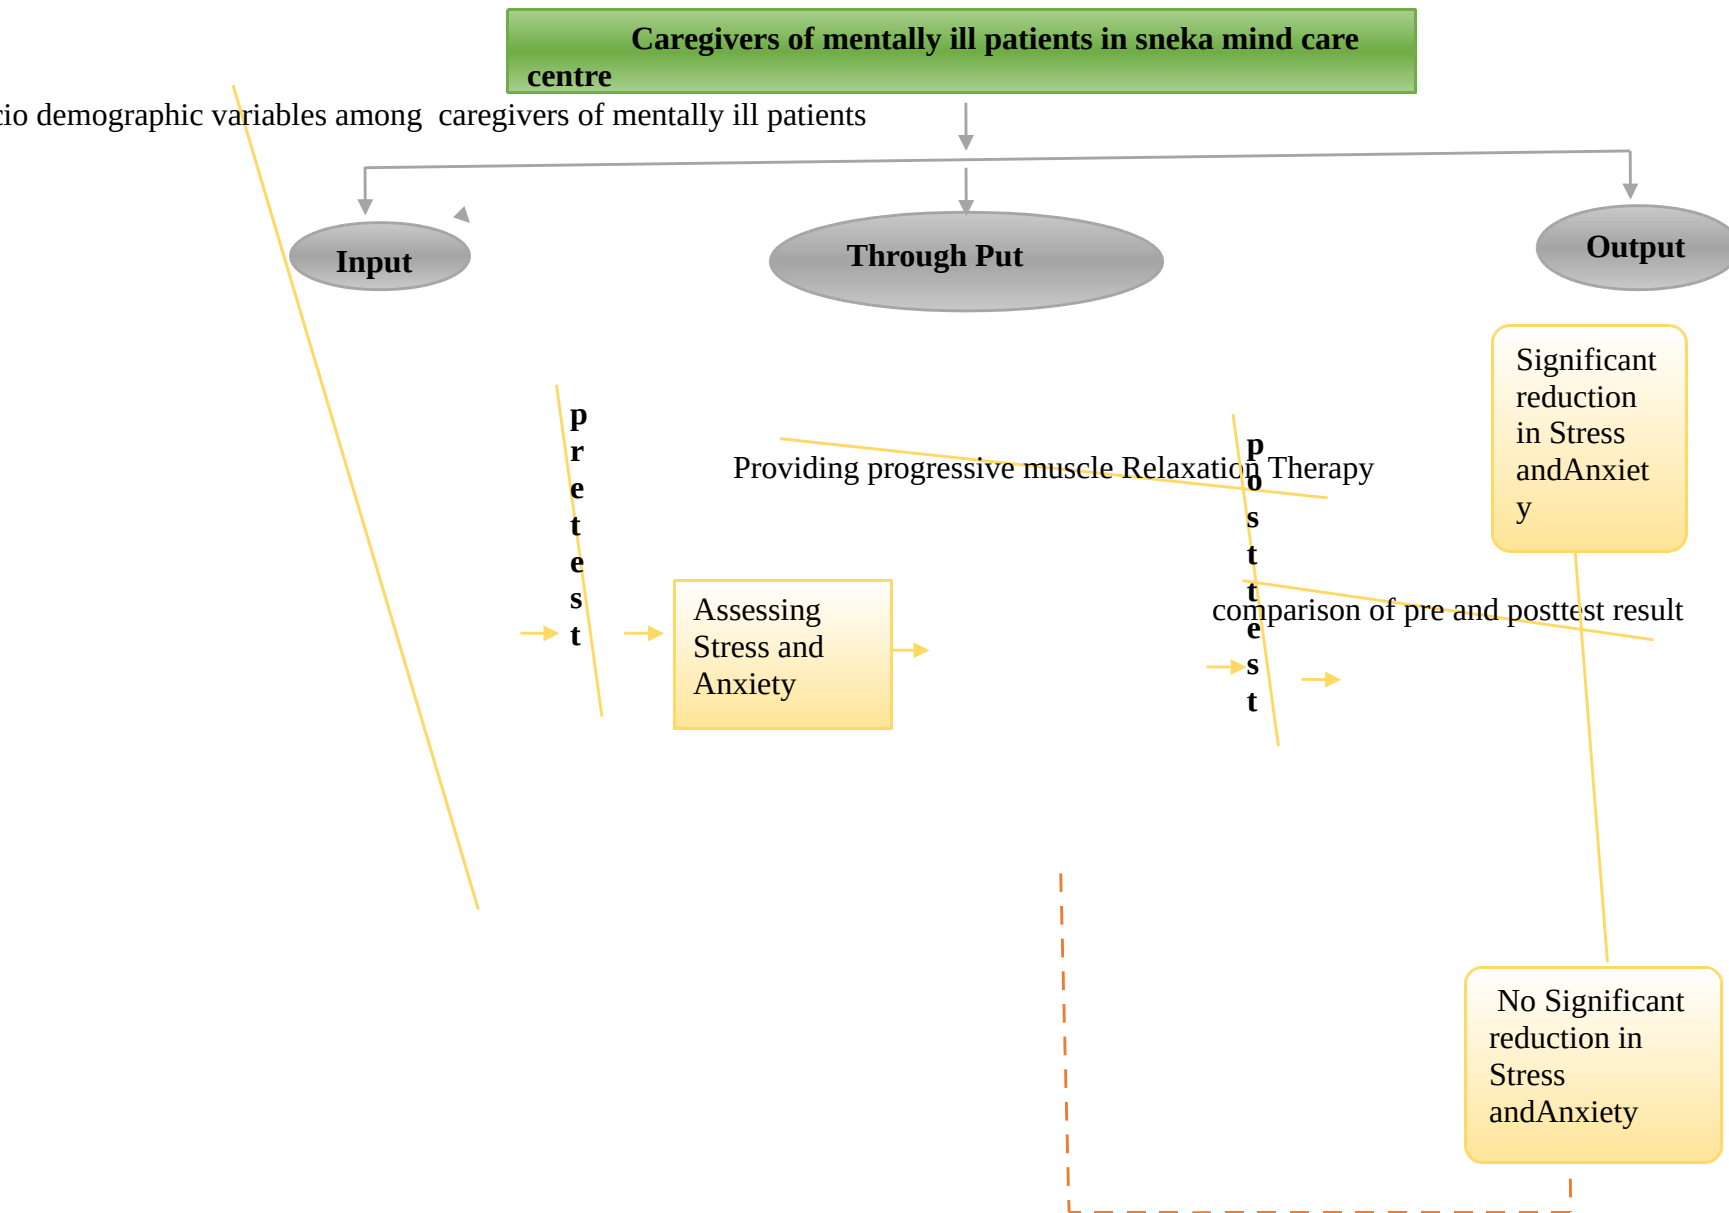 Caregivers of mentally ill patients in sneka mind care
centre
cio demographic variables among caregivers of mentally ill patients
Input
Through Put
Output
pretest
Assessing
Stress and
Anxiety
Providing progressive muscle Relaxation Therapy
posttest
comparison of pre and posttest result
Significant
reduction
in Stress
andAnxiet
y
No Significant
reduction in
Stress
andAnxiety